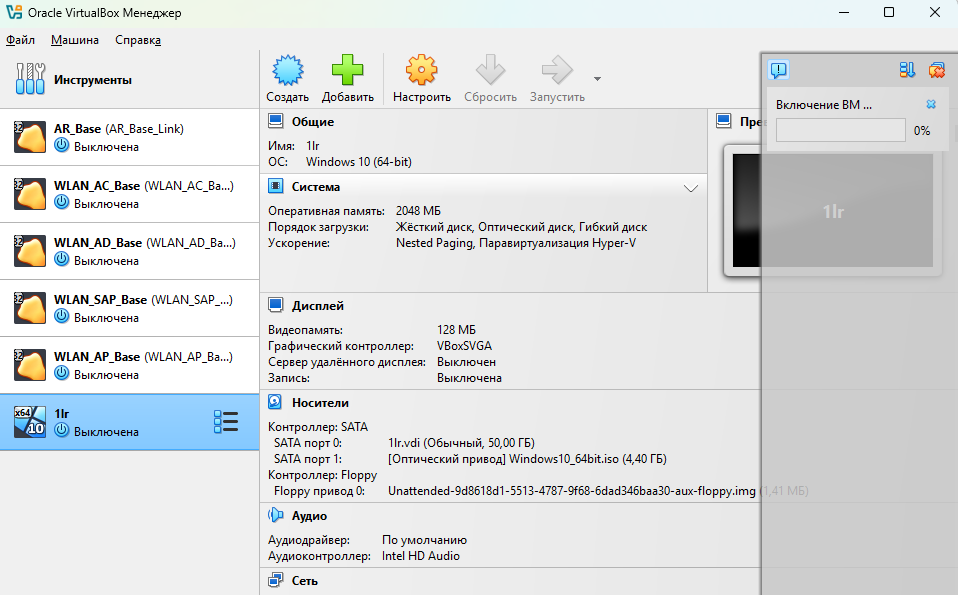 Oracle VirtualBox Менеджер
Файл Машина Справка
Инструменты
AR_Base (AR_Base_Link)
Выключена
WLAN_AC_Base (WLAN_AC_Ba...)
Выключена
WLAN_AD_Base (WLAN_AD_Ba...)
Выключена
WLAN_SAP_Base (WLAN_SAP_...)
Выключена
WLAN_AP_Base (WLAN_AP_Ba...)
Выключена
x64
10
1lr
Выключена
Создать Добавить Настроить Сбросить Запустить
Общие
Имя: 1lr
ОС: Windows 10 (64-bit)
Система
Оперативная память: 2048 МБ
Порядок загрузки: Жёсткий диск, Оптический диск, Гибкий диск
Ускорение: Nested Paging, Паравиртуализация Hyper-V
Дисплей
Видеопамять: 128 МБ
Графический контроллер: VBoxSVGA
Сервер удалённого дисплея: Выключен
Запись: Выключена
Носители
Контроллер: SATA
SATA порт 0: 1lr.vdi (Обычный, 50,00 ГБ)
SATA порт 1: [Оптический привод] Windows10_64bit.iso (4,40 ГБ)
Контроллер: Floppy
Floppy привод 0: Unattended-9d8618d1-5513-4787-9f68-6dad346baa30-aux-floppy.img (1,41 МБ)
Аудио
Аудиодрайвер: По умолчанию
Аудиоконтроллер: Intel HD Audio
Сеть
Включение ВМ ...
0%
1lr